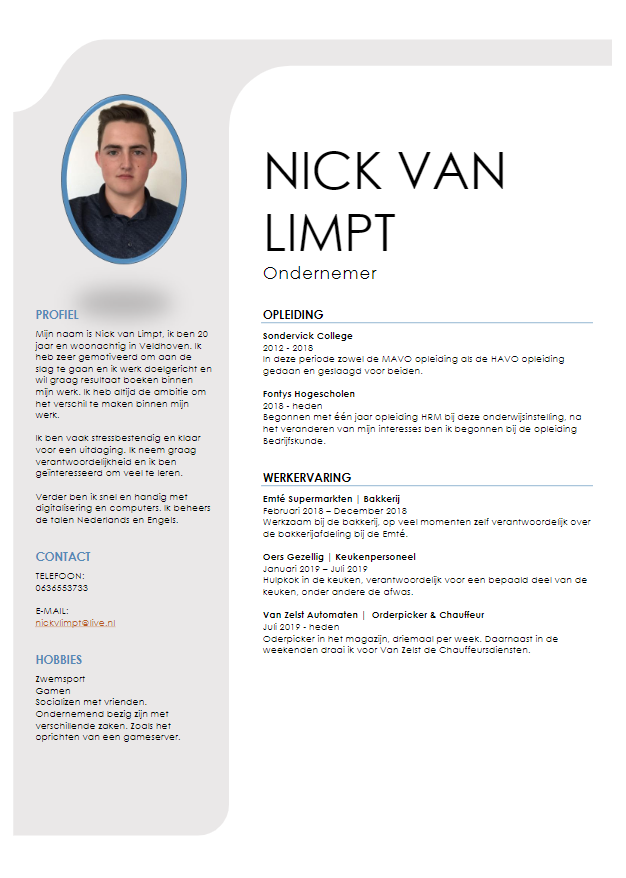 NICK VAN
LIMPT
Ondernemer
PROFIEL
Mijn naam is Nick van Limpt, ik ben 20
jaar en woonachtig in Veldhoven. Ik
heb zeer gemotiveerd om aan de
slag te gaan en ik werk doelgericht en
wil graag resultaat boeken binnen
mijn werk. Ik heb altijd de ambitie om
het verschil te maken binnen mijn
werk.
Ik ben vaak stressbestendig en klaar
voor een uitdaging. Ik neem graag
verantwoordelijkheid en ik ben
geïnteresseerd om veel te leren.
Verder ben ik snel en handig met
digitalisering en computers. Ik beheers
de talen Nederlands en Engels.
CONTACT
TELEFOON:
0636553733
E-MAIL:
nickvlimpt@live.nl
HOBBIES
Zwemsport
Gamen
Socializen met vrienden.
Ondernemend bezig zijn met
verschillende zaken. Zoals het
oprichten van een gameserver.
OPLEIDING
Sondervick College
2012 - 2018
In deze periode zowel de MAVO opleiding als de HAVO opleiding
gedaan en geslaagd voor beiden.
Fontys Hogescholen
2018 - heden
Begonnen met één jaar opleiding HRM bij deze onderwijsinstelling, na
het veranderen van mijn interesses ben ik begonnen bij de opleiding
Bedrijfskunde.
WERKERVARING
Emté Supermarkten | Bakkerij
Februari 2018 – December 2018
Werkzaam bij de bakkerij, op veel momenten zelf verantwoordelijk over
de bakkerijafdeling bij de Emté.
Oers Gezellig | Keukenpersoneel
Januari 2019 – Juli 2019
Hulpkok in de keuken, verantwoordelijk voor een bepaald deel van de
keuken, onder andere de afwas.
Van Zelst Automaten | Orderpicker & Chauffeur
Juli 2019 - heden
Oderpicker in het magazijn, driemaal per week. Daarnaast in de
weekenden draai ik voor Van Zelst de Chauffeursdiensten.